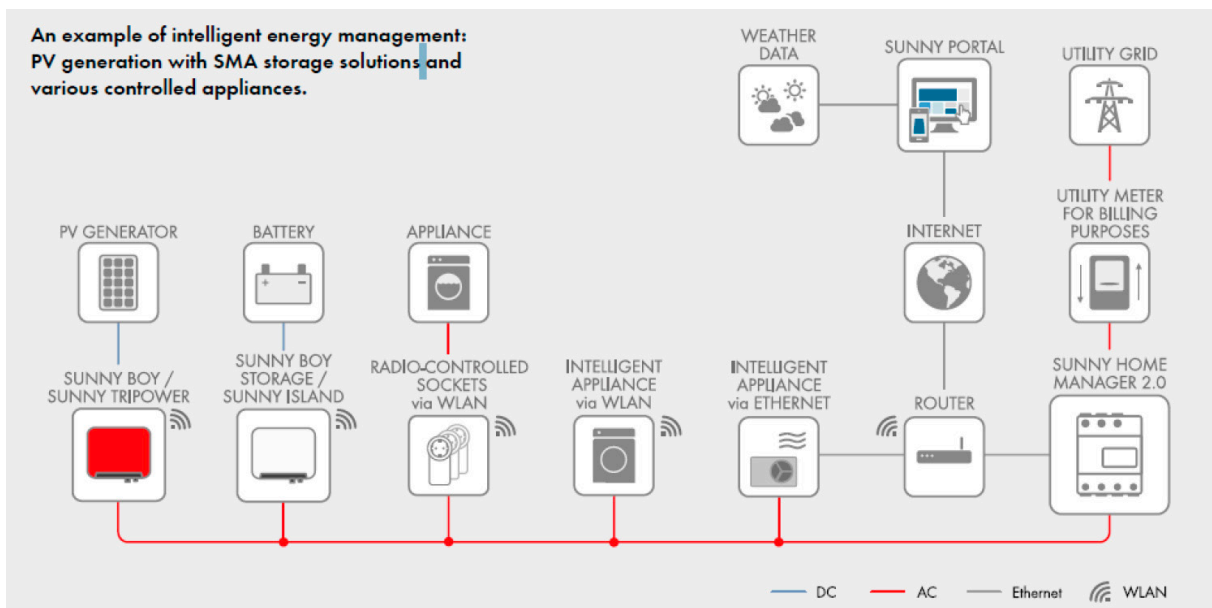 An example of intelligent energy management:
PV generation with SMA storage solutions and
various controlled appliances.
WEATHER
DATA
SUNNY PORTAL
UTILITY GRID
UTILITY METER
FOR BILLING
PURPOSES
PV GENERATOR
BATTERY
APPLIANCE
INTERNET
SUNNY BOY /
SUNNY TRIPOWER
SUNNY BOY
STORAGE /
SUNNY ISLAND
RADIO-CONTROLLED
SOCKETS
via WLAN
INTELLIGENT
APPLIANCE
via WLAN
INTELLIGENT
APPLIANCE
via ETHERNET
ROUTER
SUNNY HOME
MANAGER 2.0
DC
AC
Ethernet
WLAN